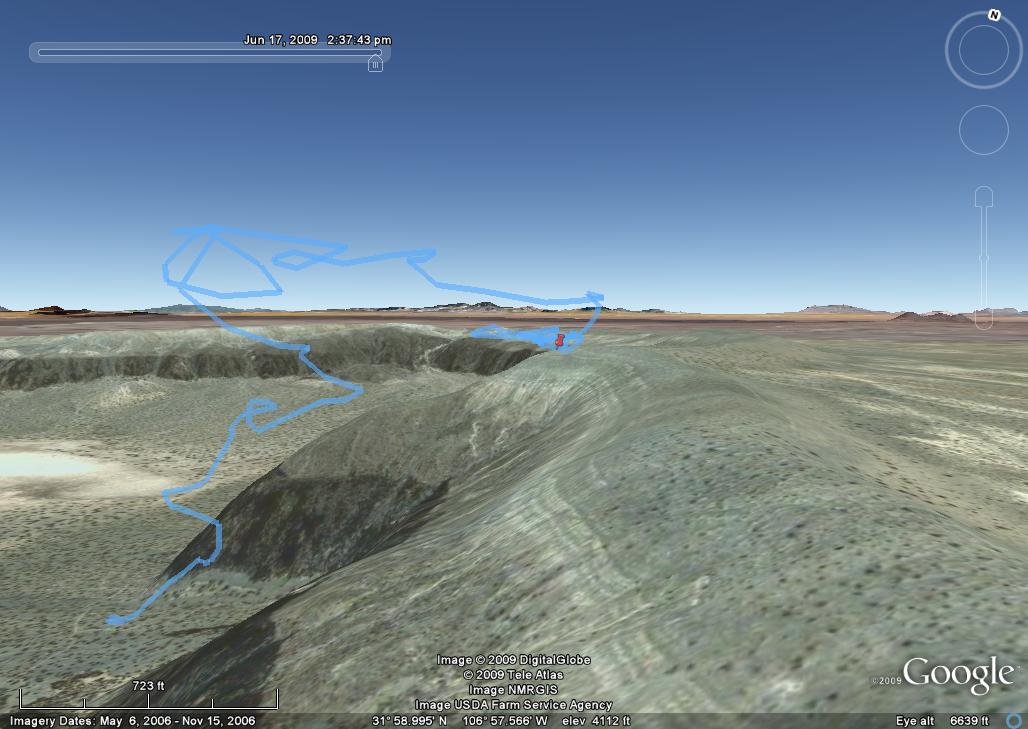 Jun 17, 2009 2:37:43 pm
N
Image © 2009 DigitalGlobe
© 2009 Tele Atlas
Image NMRGIS
Image USDA Farm Service Agency
©2009 Google™
723 ft
Imagery Dates: May 6, 2006 - Nov 15, 2006 31° 58.995' N 106° 57.566' W elev 4112 ft Eye alt 6639 ft